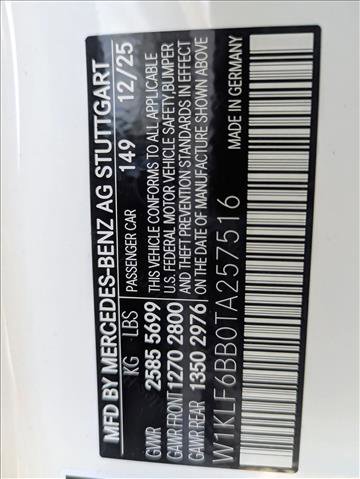 MFD BY MERCEDES-BENZ AG STUTTGART
KG LBS PASSENGER CAR 149 12/25
GVWR 2585 5699 THIS VEHICLE CONFORMS TO ALL APPLICABLE
GAWR FRONT 1270 2800 U.S. FEDERAL MOTOR VEHICLE SAFETY,BUMPER
GAWR REAR 1350 2976 AND THEFT PREVENTION STANDARDS IN EFFECT
ON THE DATE OF MANUFACTURE SHOWN ABOVE
W1KLF6BB0TA257516 MADE IN GERMANY